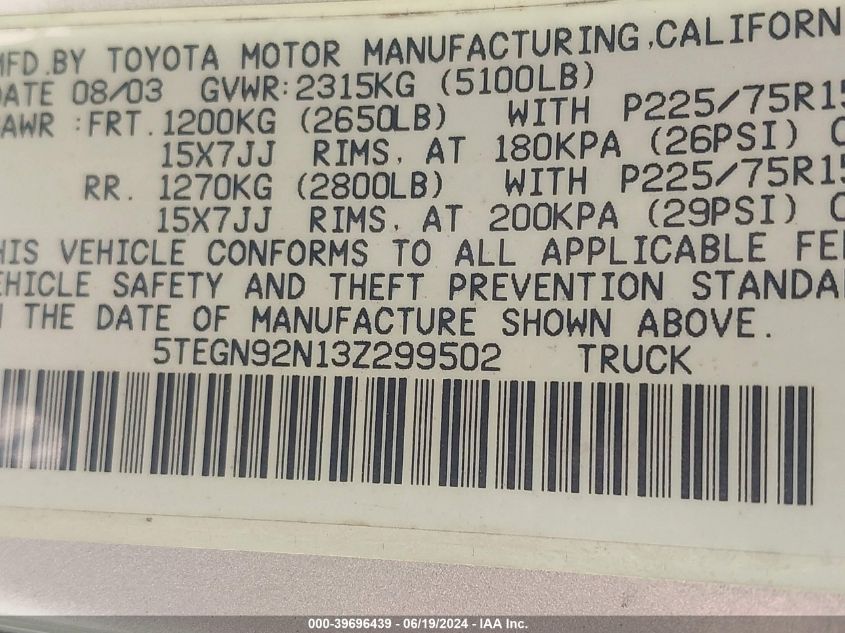 MFD.BY TOYOTA MOTOR MANUFACTURING,CALIFORN
DATE 08/03 GVWR:2315KG (5100LB)
AWR :FRT.1200KG (2650LB) WITH P225/75R15
15X7JJ RIMS, AT 180KPA (26PSI) C
RR. 1270KG (2800LB) WITH P225/75R15
15X7JJ RIMS, AT 200KPA (29PSI) C
HIS VEHICLE CONFORMS TO ALL APPLICABLE FE
EHICLE SAFETY AND THEFT PREVENTION STANDA
N THE DATE OF MANUFACTURE SHOWN ABOVE.
5TEGN92N13Z299502 TRUCK
000-39696439 - 06/19/2024 - IAA Inc.